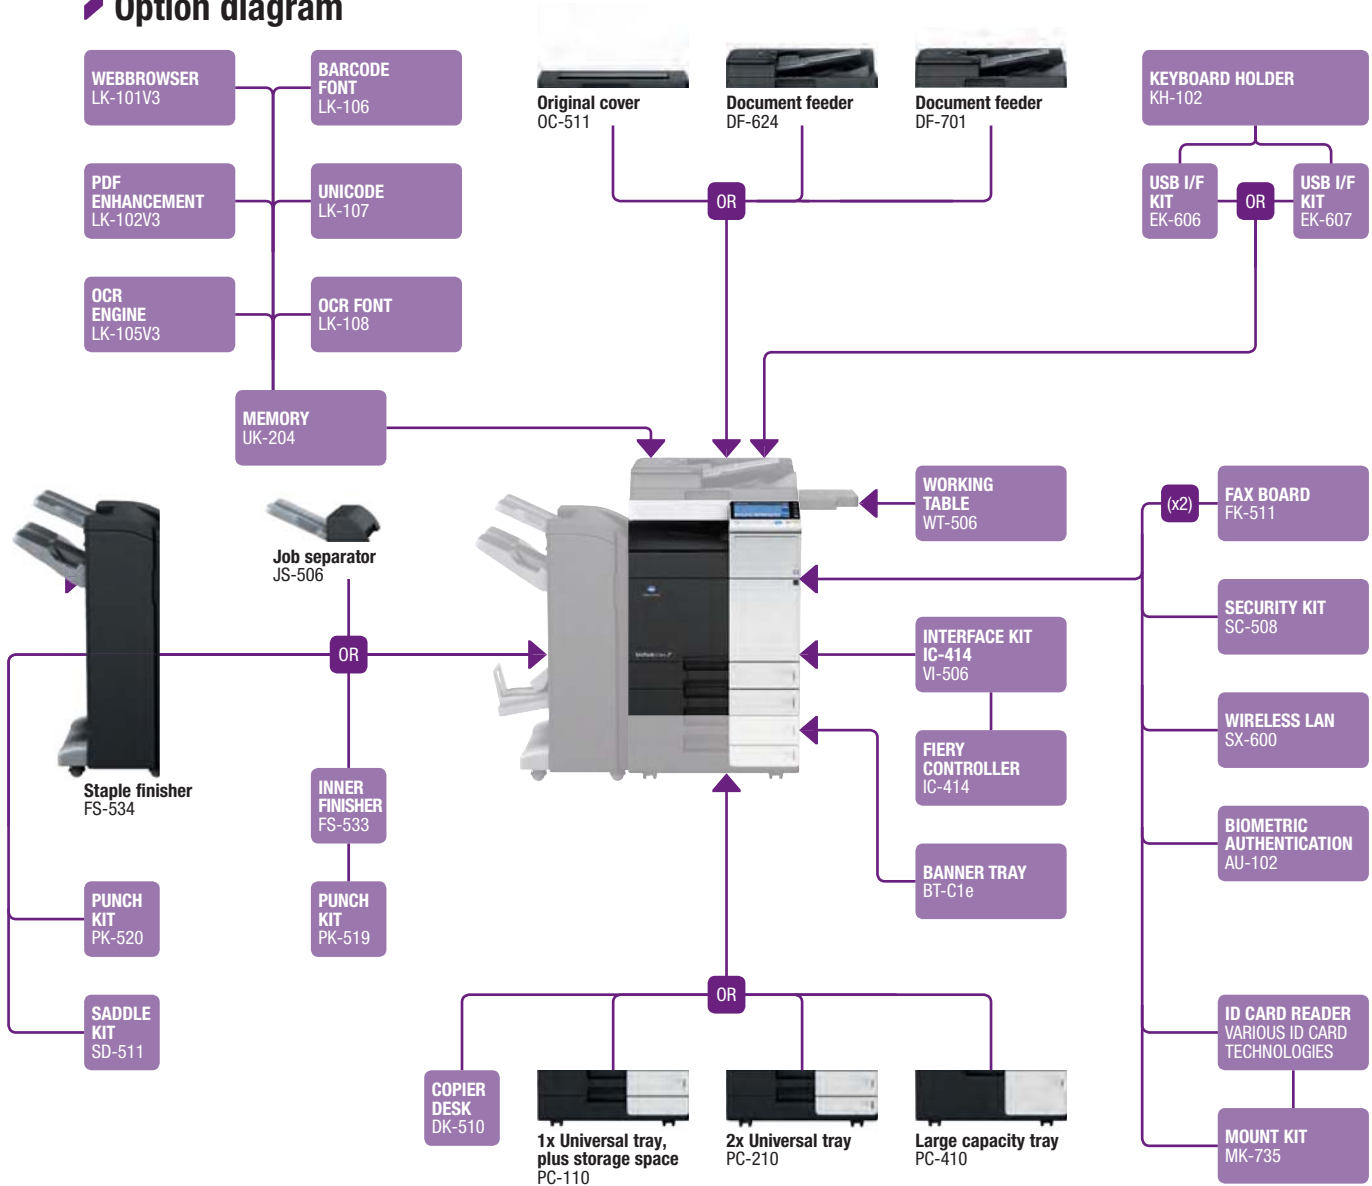 Option diagram
WEBBROWSER
LK-101V3
BARCODE
FONT
LK-106
PDF
ENHANCEMENT
LK-102V3
UNICODE
LK-107
OCR
ENGINE
LK-105V3
OCR FONT
LK-108
MEMORY
UK-204
Original cover
OC-511
Document feeder
DF-624
Document feeder
DF-701
OR
KEYBOARD HOLDER
KH-102
USB I/F
KIT
EK-606
OR
USB I/F
KIT
EK-607
Job separator
JS-506
OR
Staple finisher
FS-534
INNER
FINISHER
FS-533
PUNCH
KIT
PK-520
PUNCH
KIT
PK-519
SADDLE
KIT
SD-511
WORKING
TABLE
WT-506
INTERFACE KIT
IC-414
VI-506
FIERY
CONTROLLER
IC-414
BANNER TRAY
BT-C1e
(x2)
FAX BOARD
FK-511
SECURITY KIT
SC-508
WIRELESS LAN
SX-600
BIOMETRIC
AUTHENTICATION
AU-102
ID CARD READER
VARIOUS ID CARD
TECHNOLOGIES
MOUNT KIT
MK-735
OR
COPIER
DESK
DK-510
1x Universal tray,
plus storage space
PC-110
2x Universal tray
PC-210
Large capacity tray
PC-410